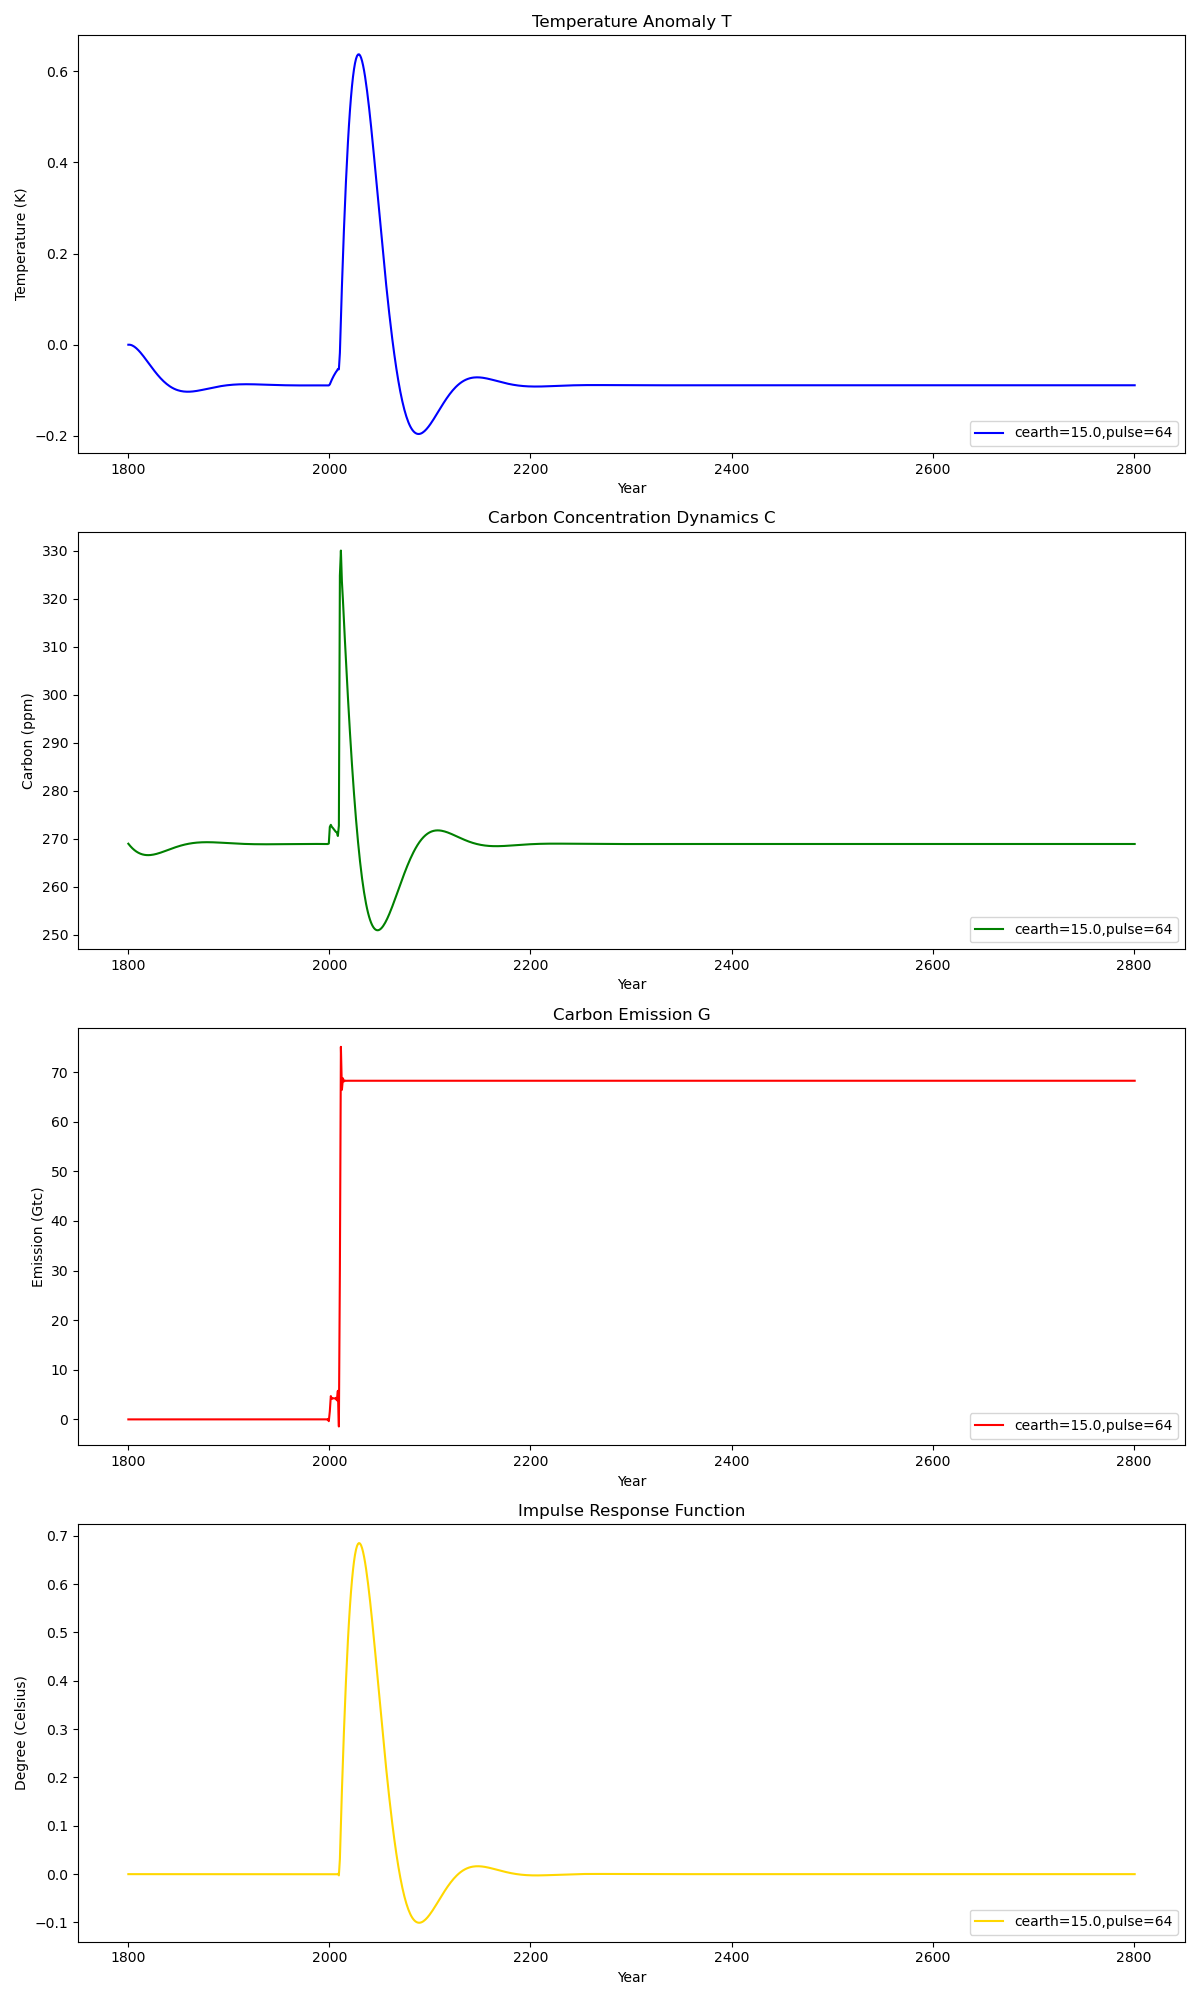 Temperature Anomaly T
0.6
0.4
0.2
0.0
−0.2
Temperature (K)
cearth=15.0,pulse=64
1800 2000 2200 2400 2600 2800
Year
Carbon Concentration Dynamics C
330
320
310
300
290
280
270
260
250
Carbon (ppm)
cearth=15.0,pulse=64
1800 2000 2200 2400 2600 2800
Year
Carbon Emission G
70
60
50
40
30
20
10
0
Emission (Gtc)
cearth=15.0,pulse=64
1800 2000 2200 2400 2600 2800
Year
Impulse Response Function
0.7
0.6
0.5
0.4
0.3
0.2
0.1
0.0
−0.1
Degree (Celsius)
cearth=15.0,pulse=64
1800 2000 2200 2400 2600 2800
Year